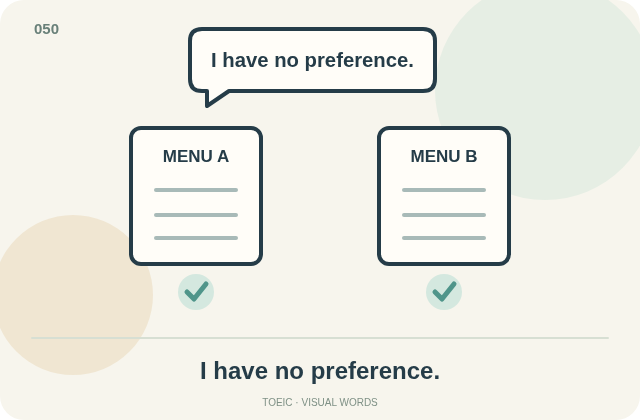 050
I have no preference.
MENU A
MENU B
I have no preference.
TOEIC · VISUAL WORDS